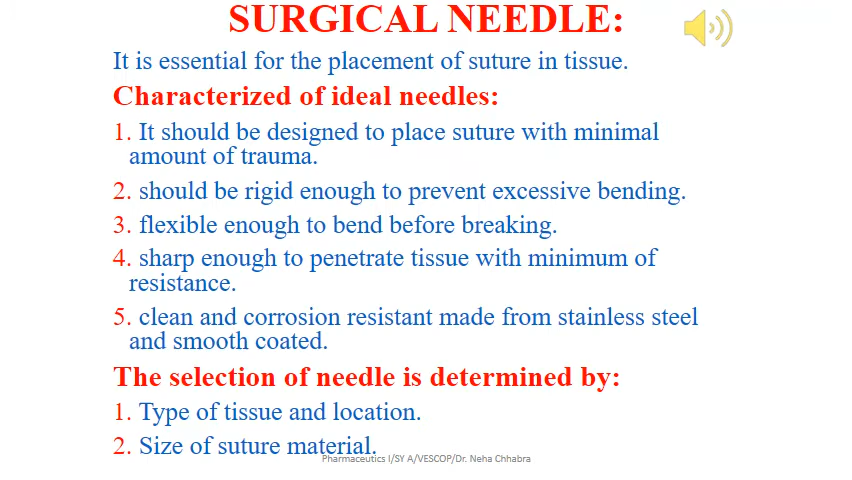 SURGICAL NEEDLE:
It is essential for the placement of suture in tissue.
Characterized of ideal needles:
1. It should be designed to place suture with minimal
amount of trauma.
2. should be rigid enough to prevent excessive bending.
3. flexible enough to bend before breaking.
4. sharp enough to penetrate tissue with minimum of
resistance.
5. clean and corrosion resistant made from stainless steel
and smooth coated.
The selection of needle is determined by:
1. Type of tissue and location.
2. Size of suture material.
Pharmaceutics I/SY A/VESCOP/Dr. Neha Chhabra